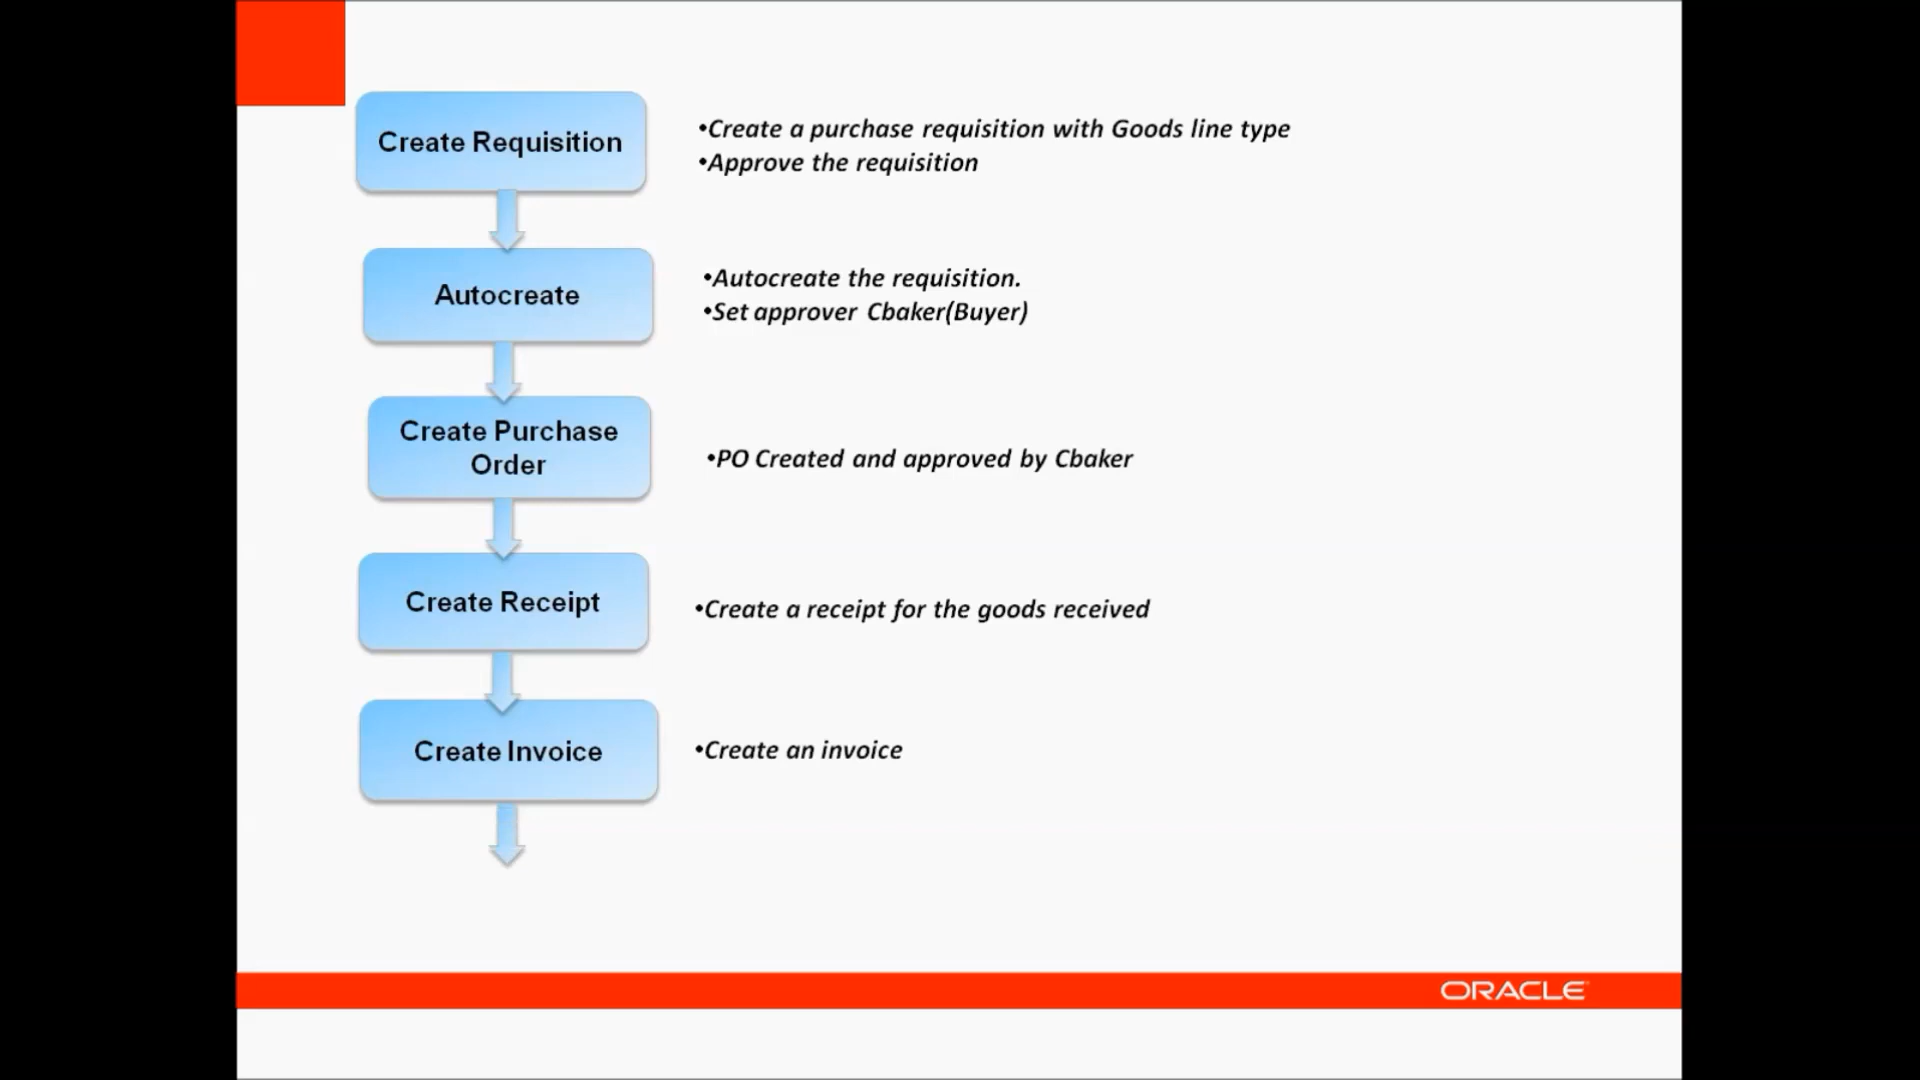 Create Requisition
•Create a purchase requisition with Goods line type
•Approve the requisition
Autocreate
•Autocreate the requisition.
•Set approver Cbaker(Buyer)
Create Purchase
Order
•PO Created and approved by Cbaker
Create Receipt
•Create a receipt for the goods received
Create Invoice
•Create an invoice
ORACLE